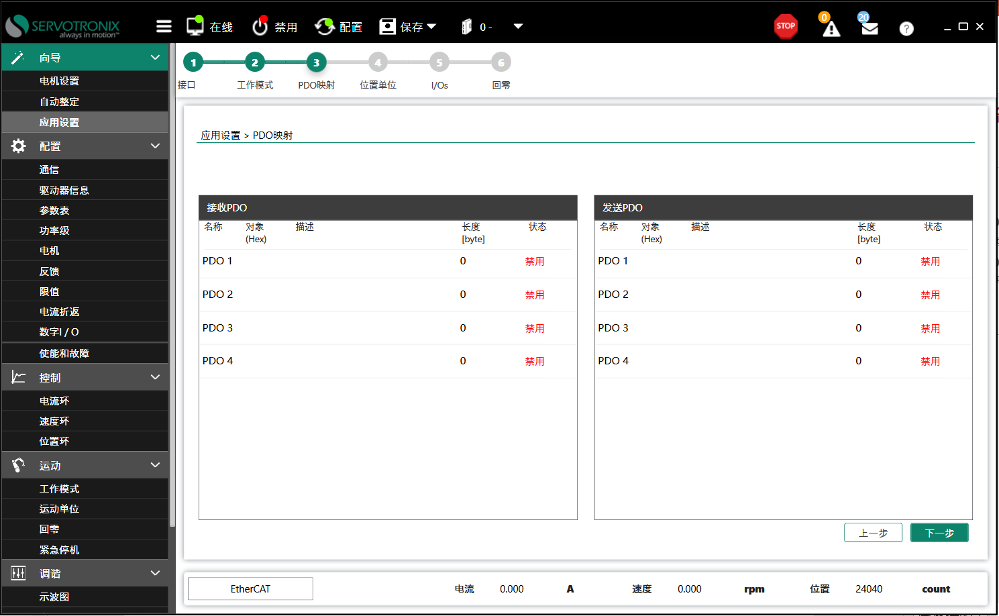 SERVOTRONIX
always in motion™
在线
禁用
配置
保存
0 -
STOP
0
20
?
向导
电机设置
自动整定
应用设置
配置
通信
驱动器信息
参数表
功率级
电机
反馈
限值
电流折返
数字I / O
使能和故障
控制
电流环
速度环
位置环
运动
工作模式
运动单位
回零
紧急停机
调谐
示波图
1 2 3 4 5 6
接口 工作模式 PDO映射 位置单位 I/Os 回零
应用设置 > PDO映射
接收PDO
名称 对象 描述 长度 状态
(Hex) [byte]
PDO 1 0 禁用
PDO 2 0 禁用
PDO 3 0 禁用
PDO 4 0 禁用
发送PDO
名称 对象 描述 长度 状态
(Hex) [byte]
PDO 1 0 禁用
PDO 2 0 禁用
PDO 3 0 禁用
PDO 4 0 禁用
上一步 下一步
EtherCAT 电流 0.000 A 速度 0.000 rpm 位置 24040 count